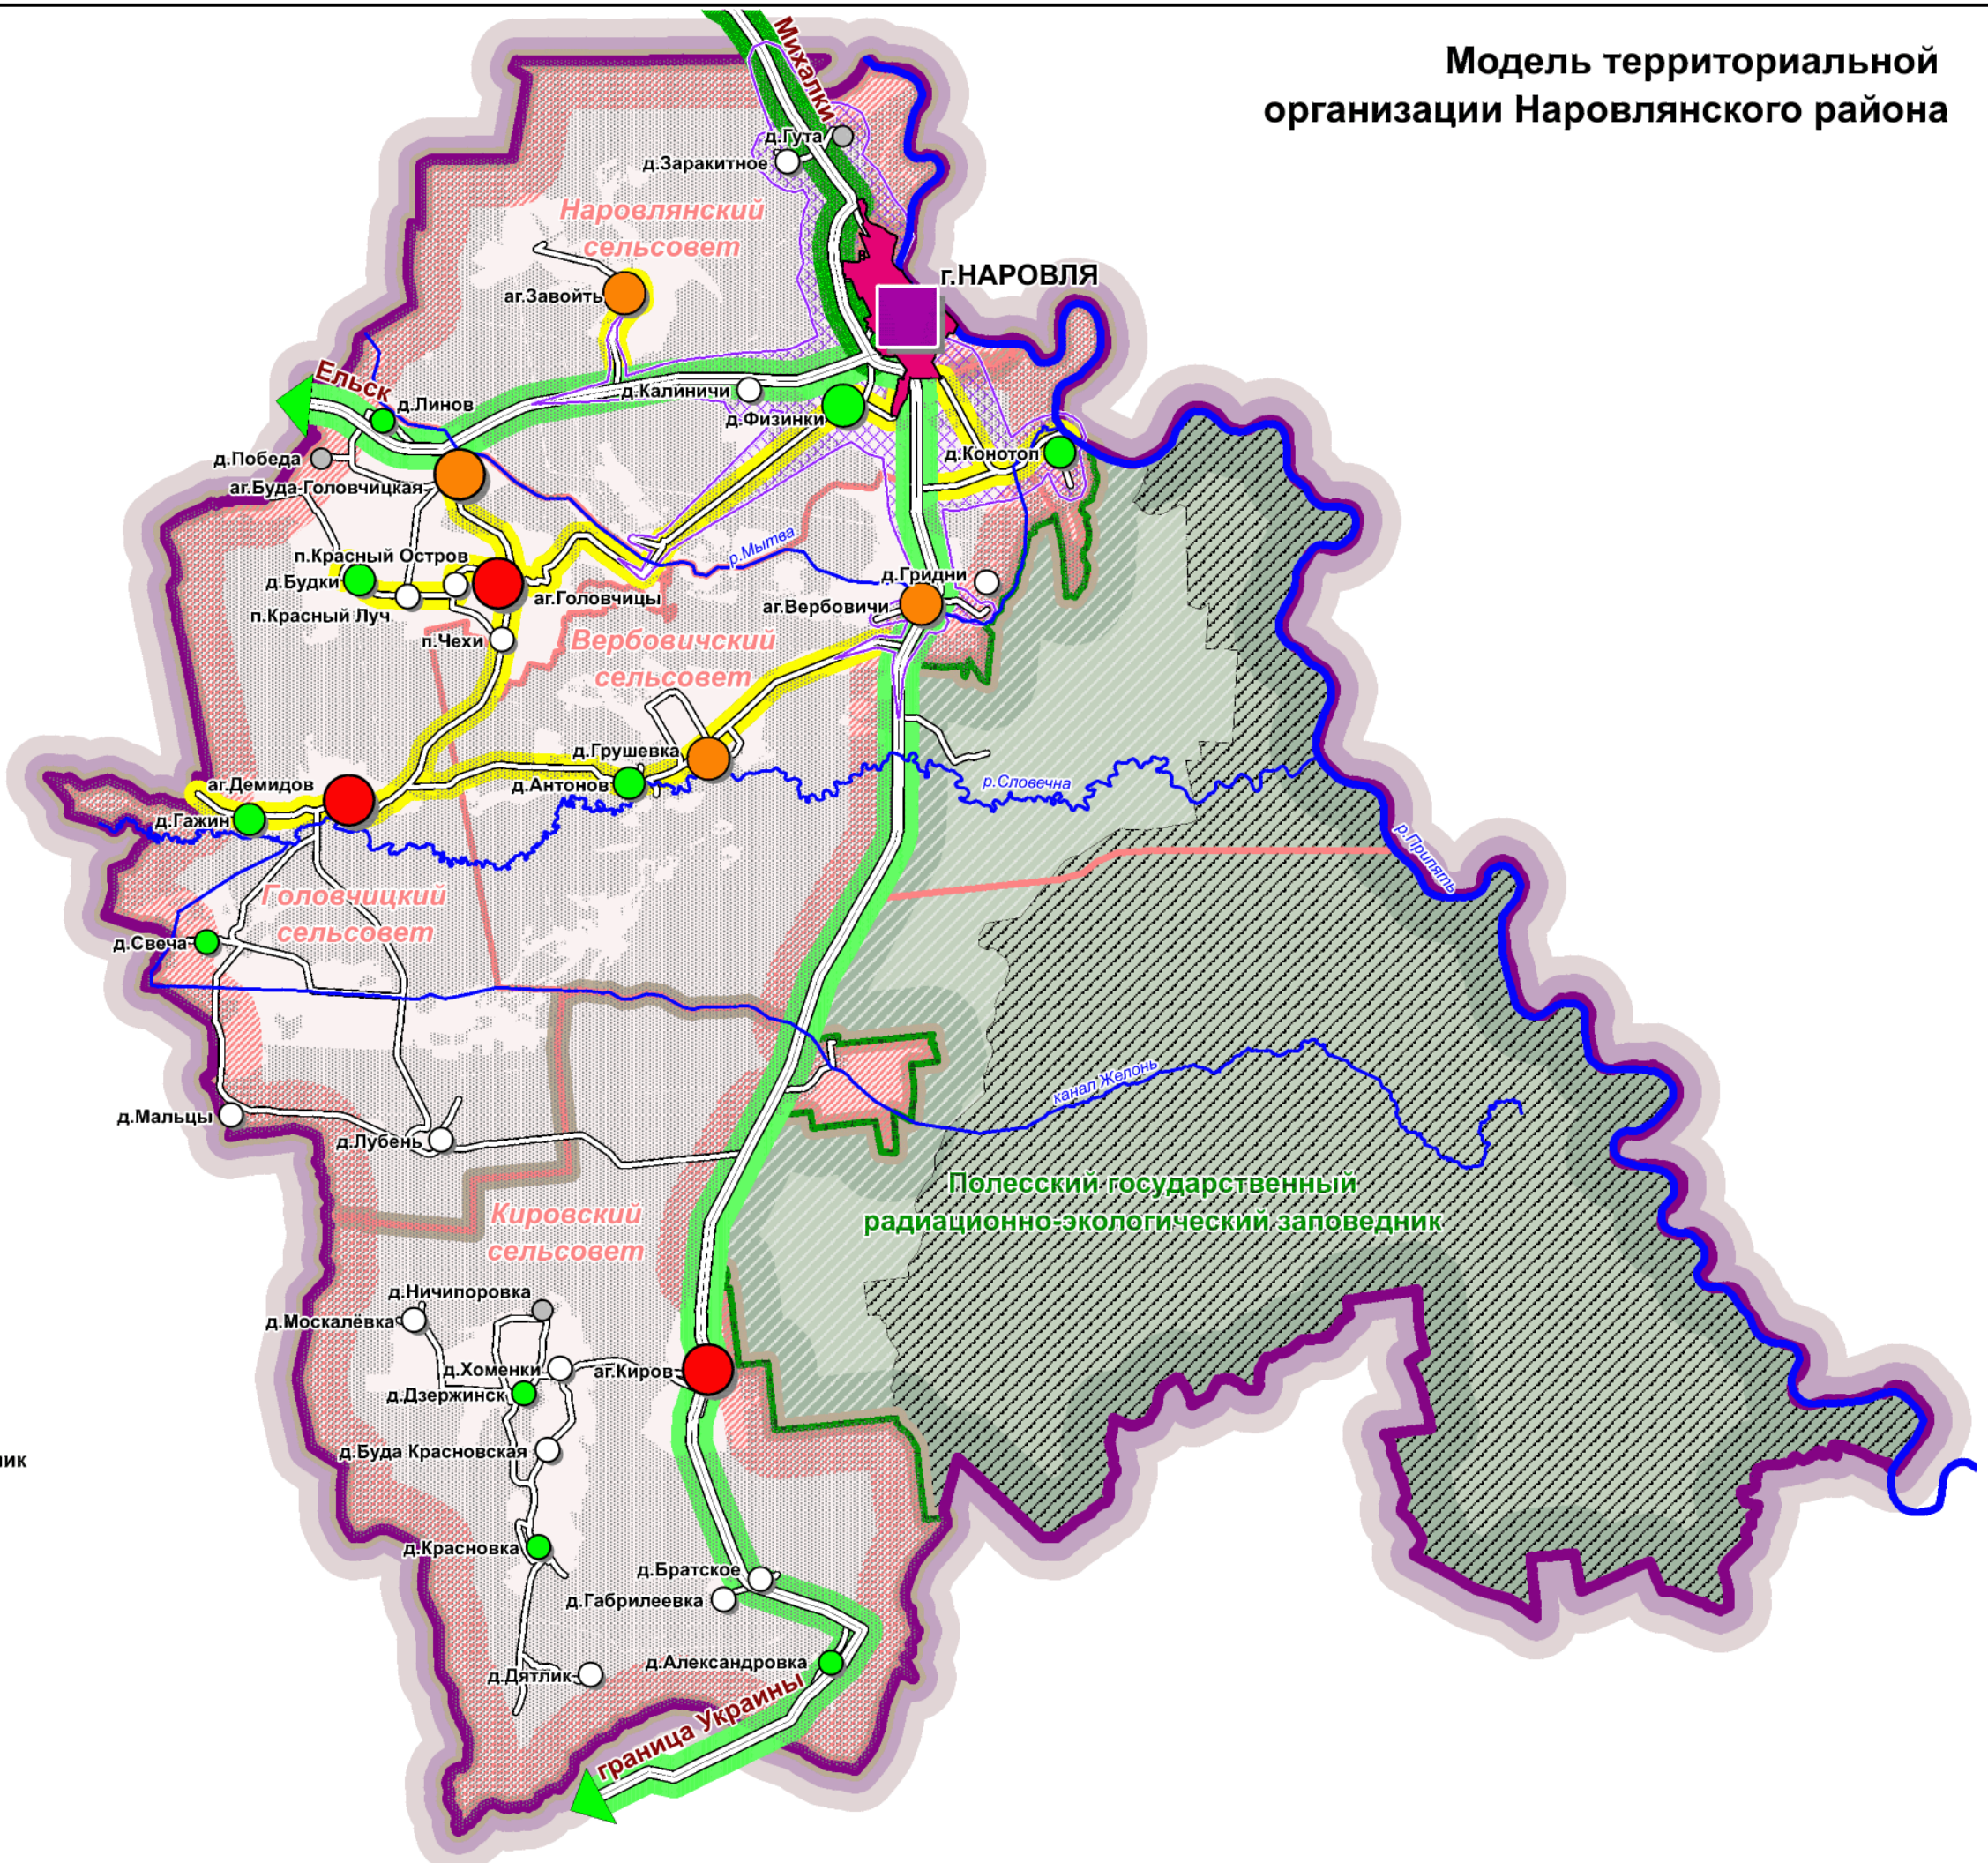 Модель территориальной
организации Наровлянского района
Михалки
д.Гута
д.Заракитное
Наровлянский
сельсовет
г.НАРОВЛЯ
аг.Завойть
Ельск
д.Линов
д.Калиничи
д.Физинки
д.Победа
д.Конотоп
аг.Буда-Головчицкая
р.Мытва
п.Красный Остров
д.Будки
д.Гридни
аг.Головчицы
аг.Вербовичи
п.Красный Луч
п.Чехи
Вербовичский
сельсовет
д.Грушевка
аг.Демидов
д.Антонов
р.Словечна
д.Гажин
р.Припять
Головчицкий
сельсовет
д.Свеча
канал Желонь
д.Мальцы
д.Лубень
Полесский государственный
радиационно-экологический заповедник
Кировский
сельсовет
д.Ничипоровка
д.Москалёвка
д.Хоменки
аг.Киров
д.Дзержинск
д.Буда Красновская
ник
д.Красновка
д.Братское
д.Габрилеевка
д.Александровка
д.Дятлик
граница Украины